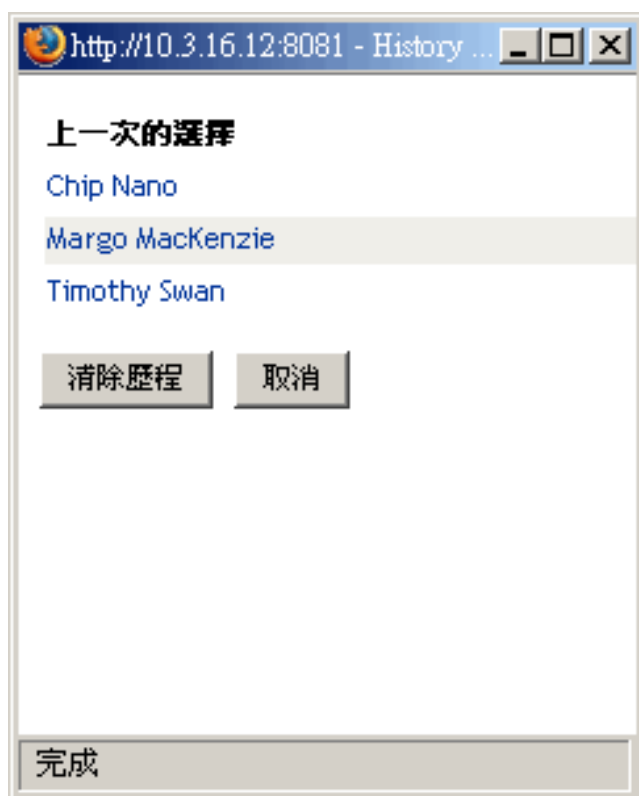 http://10.3.16.12:8081 - History ...
上一次的選擇
Chip Nano
Margo MacKenzie
Timothy Swan
清除歷程 取消
完成